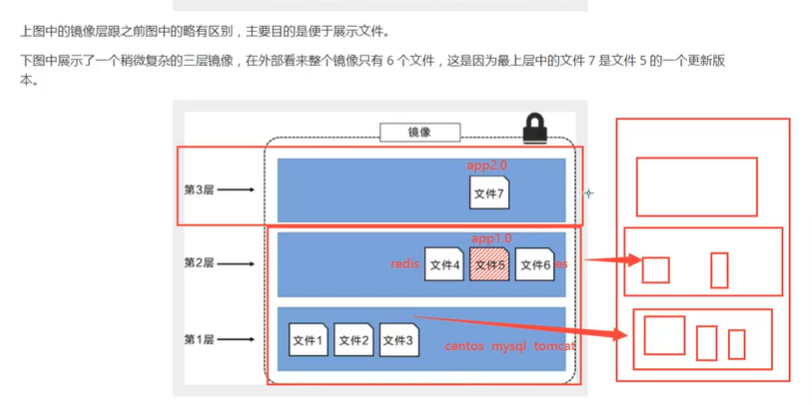 上图中的镜像层跟之前图中的略有区别，主要目的是便于展示文件。
下图中展示了一个稍微复杂的三层镜像，在外部看来整个镜像只有 6 个文件，这是因为最上层中的文件 7 是文件 5 的一个更新版
本。
镜像
app2.0
第3层
文件7
app1.0
第2层
redis 文件4 文件5 文件6 es
第1层
文件1 文件2 文件3
centos mysql tomcat